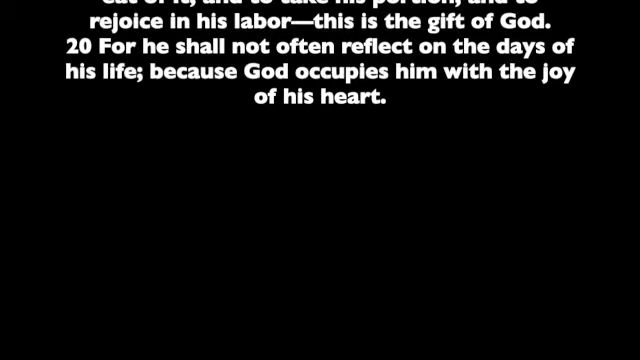 eat of it, and to take his portion, and to
rejoice in his labor—this is the gift of God.
20 For he shall not often reflect on the days of
his life; because God occupies him with the joy
of his heart.